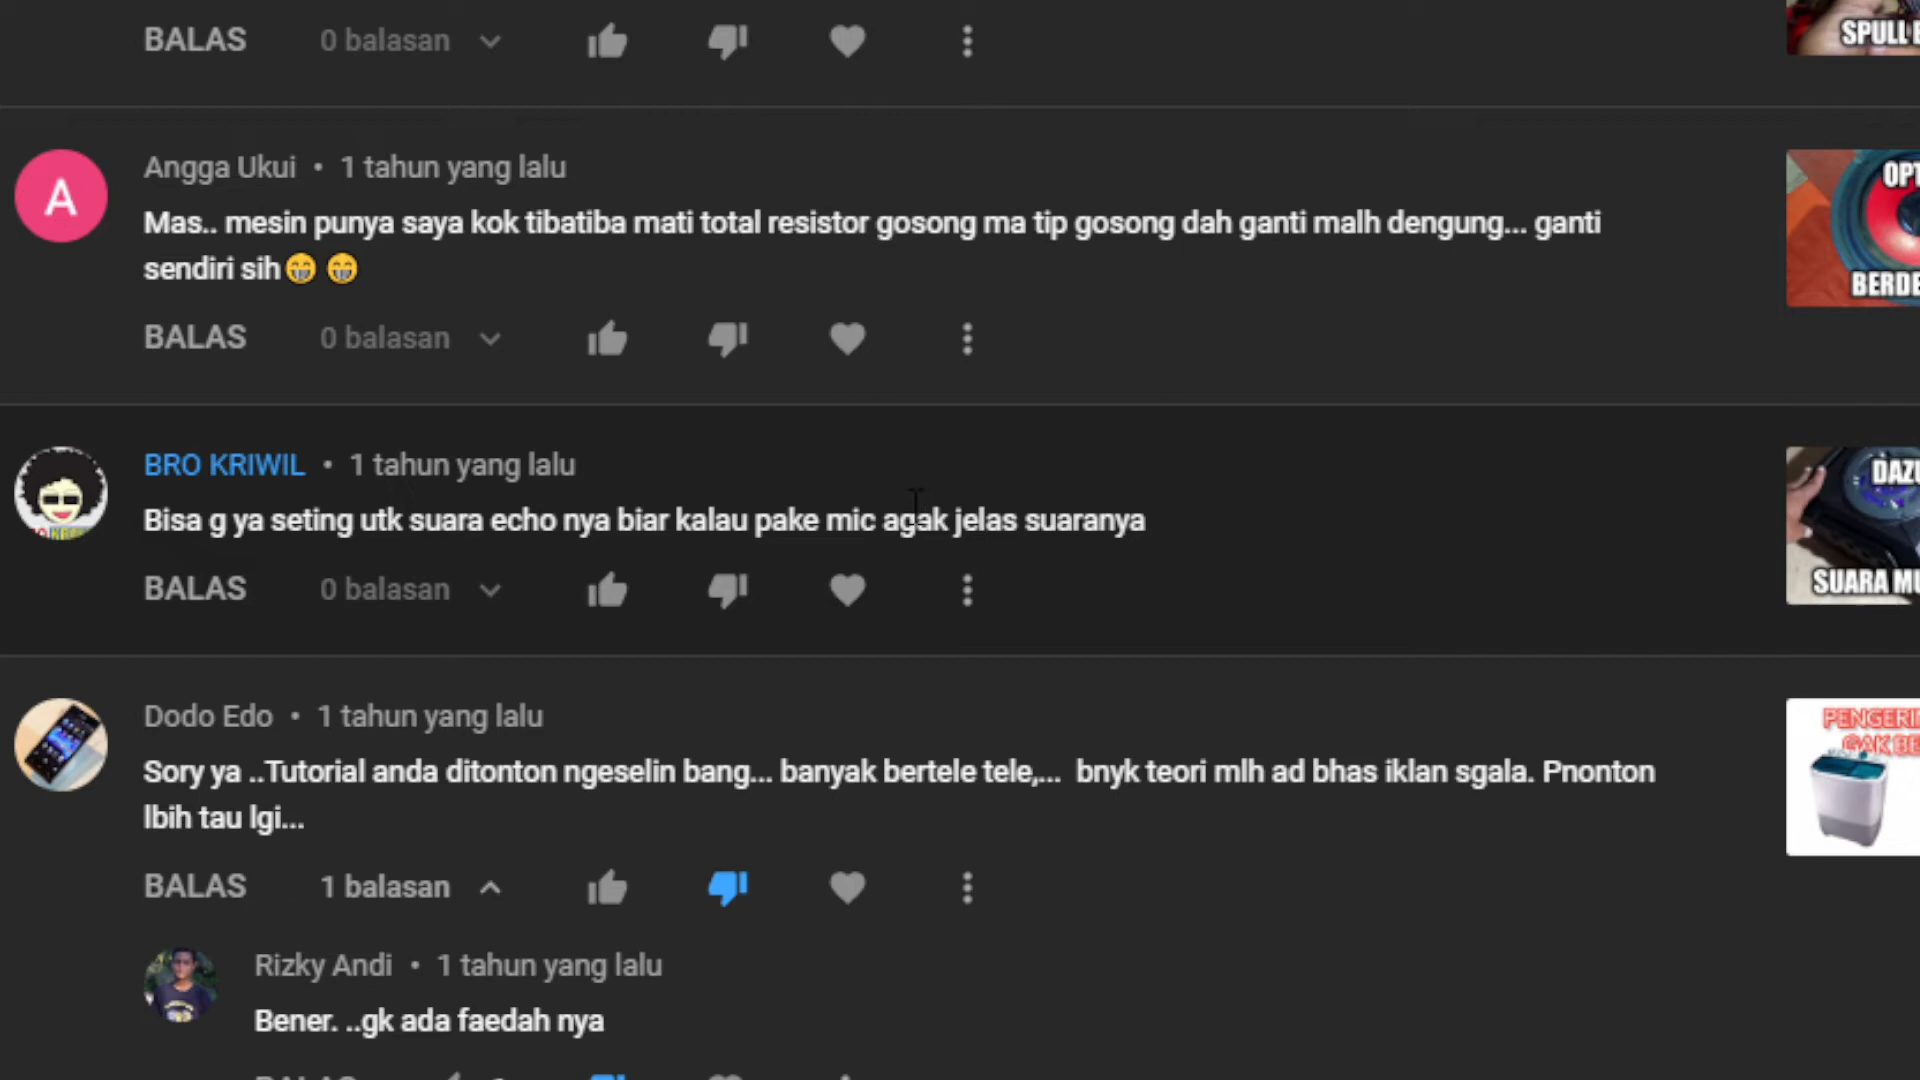 BALAS 0 balasan
SPULL
Angga Ukui • 1 tahun yang lalu
Mas.. mesin punya saya kok tibatiba mati total resistor gosong ma tip gosong dah ganti malh dengung... ganti
sendiri sih😁 😁
OPT
BERDE
BALAS 0 balasan
A
BRO KRIWIL • 1 tahun yang lalu
Bisa g ya seting utk suara echo nya biar kalau pake mic agak jelas suaranya
DAZU
SUARA MU
BALAS 0 balasan
Dodo Edo • 1 tahun yang lalu
Sory ya ..Tutorial anda ditonton ngeselin bang... banyak bertele tele,... bnyk teori mlh ad bhas iklan sgala. Pnonton
lbih tau lgi...
PENGERIN
GAK BE
BALAS 1 balasan
Rizky Andi • 1 tahun yang lalu
Bener. ..gk ada faedah nya
BALAS